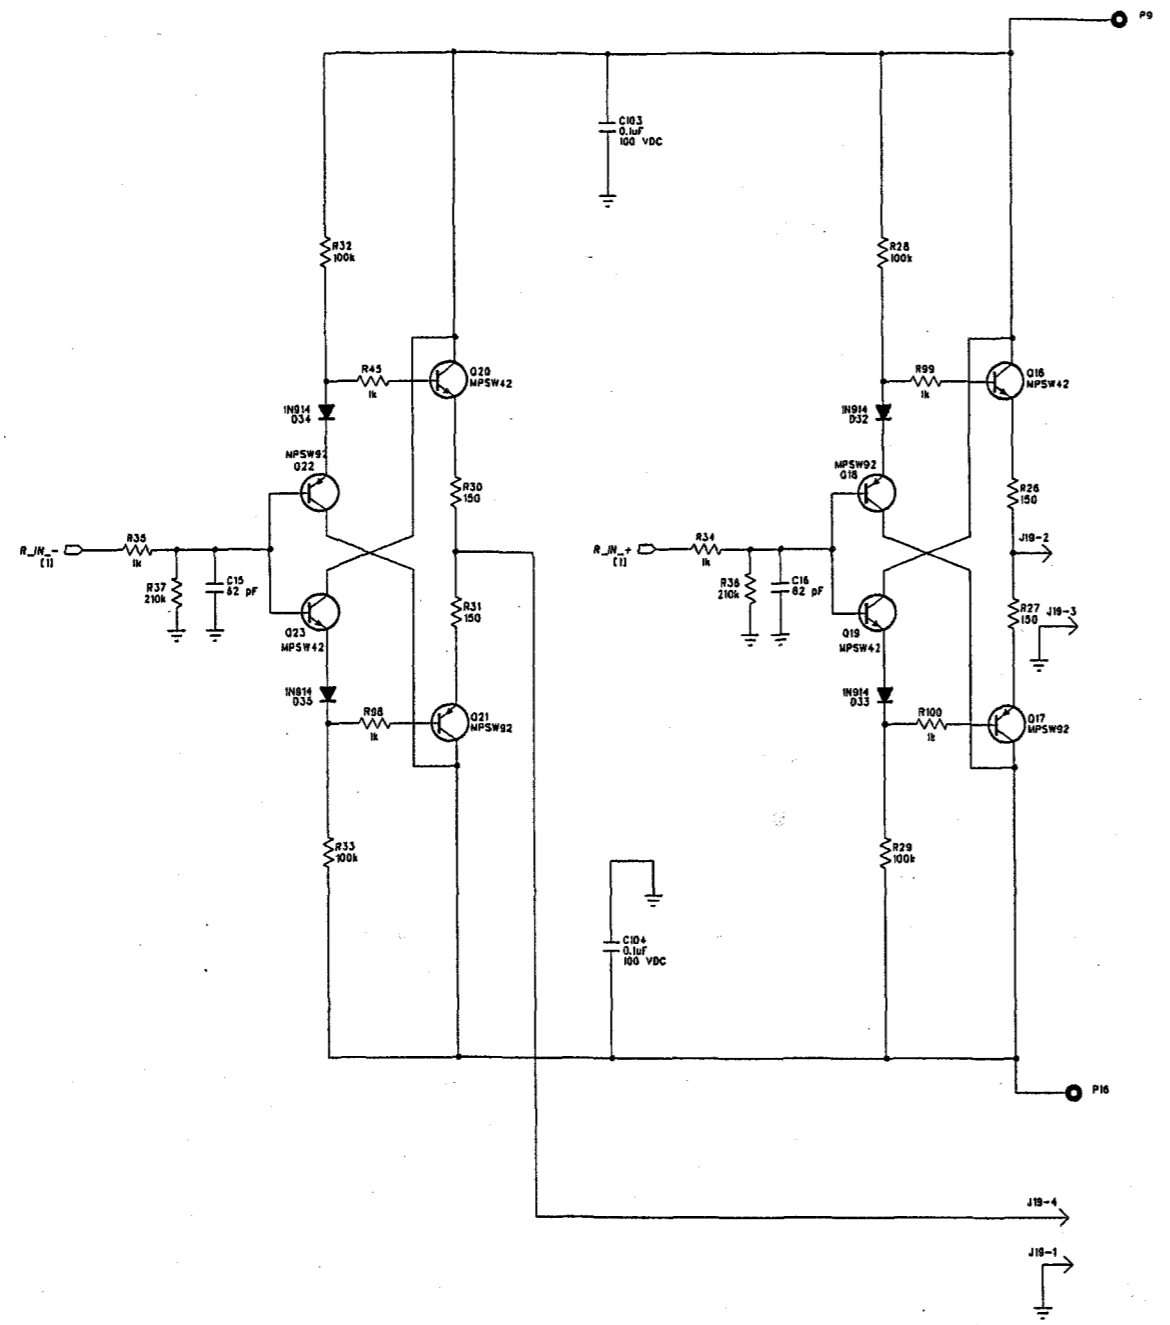 P9
C103
0.1uF
100 VDC
R32
100k
R28
100k
R45
1k
Q20
MPSW42
R99
1k
Q16
MPSW42
1N914
D34
1N914
D32
MPSW92
Q22
MPSW92
Q18
R30
150
R26
150
R_IN_-
[1]
R35
1k
R_IN_+
[1]
R34
1k
J19-2
R37
210k
C15
82 pF
R36
210k
C16
82 pF
R31
150
R27
150
J19-3
Q23
MPSW42
Q19
MPSW42
1N914
D35
1N914
D33
R98
1k
Q21
MPSW92
R100
1k
Q17
MPSW92
R33
100k
R29
100k
C104
0.1uF
100 VDC
P16
J19-4
J19-1